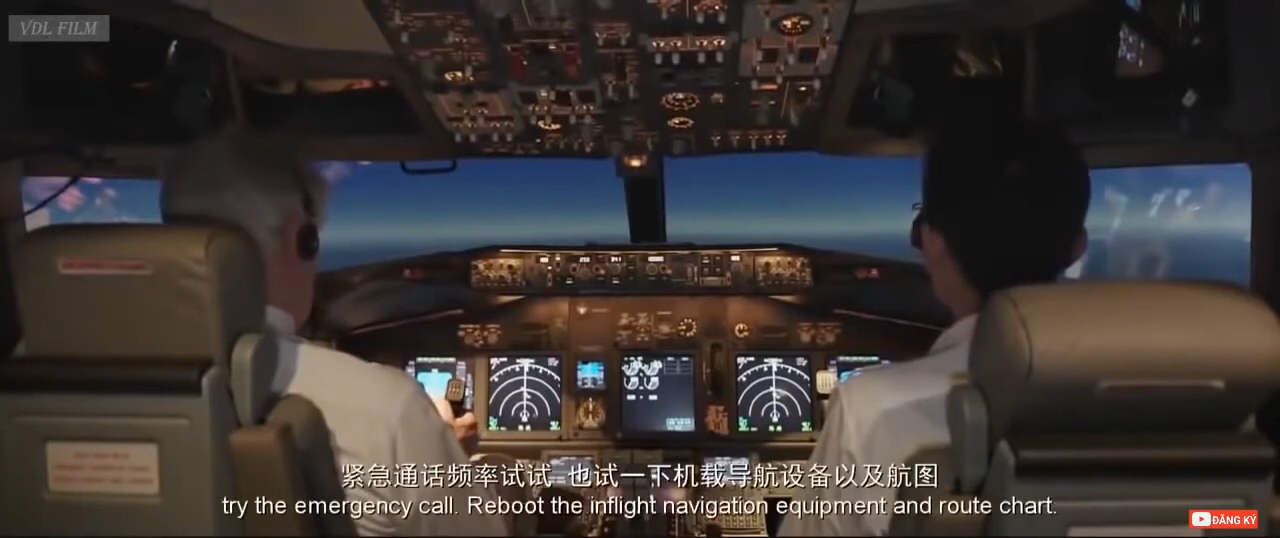 VDL FILM
紧急通话频率试试 也试一下机载导航设备以及航图
try the emergency call. Reboot the inflight navigation equipment and route chart.
ĐĂNG KÝ